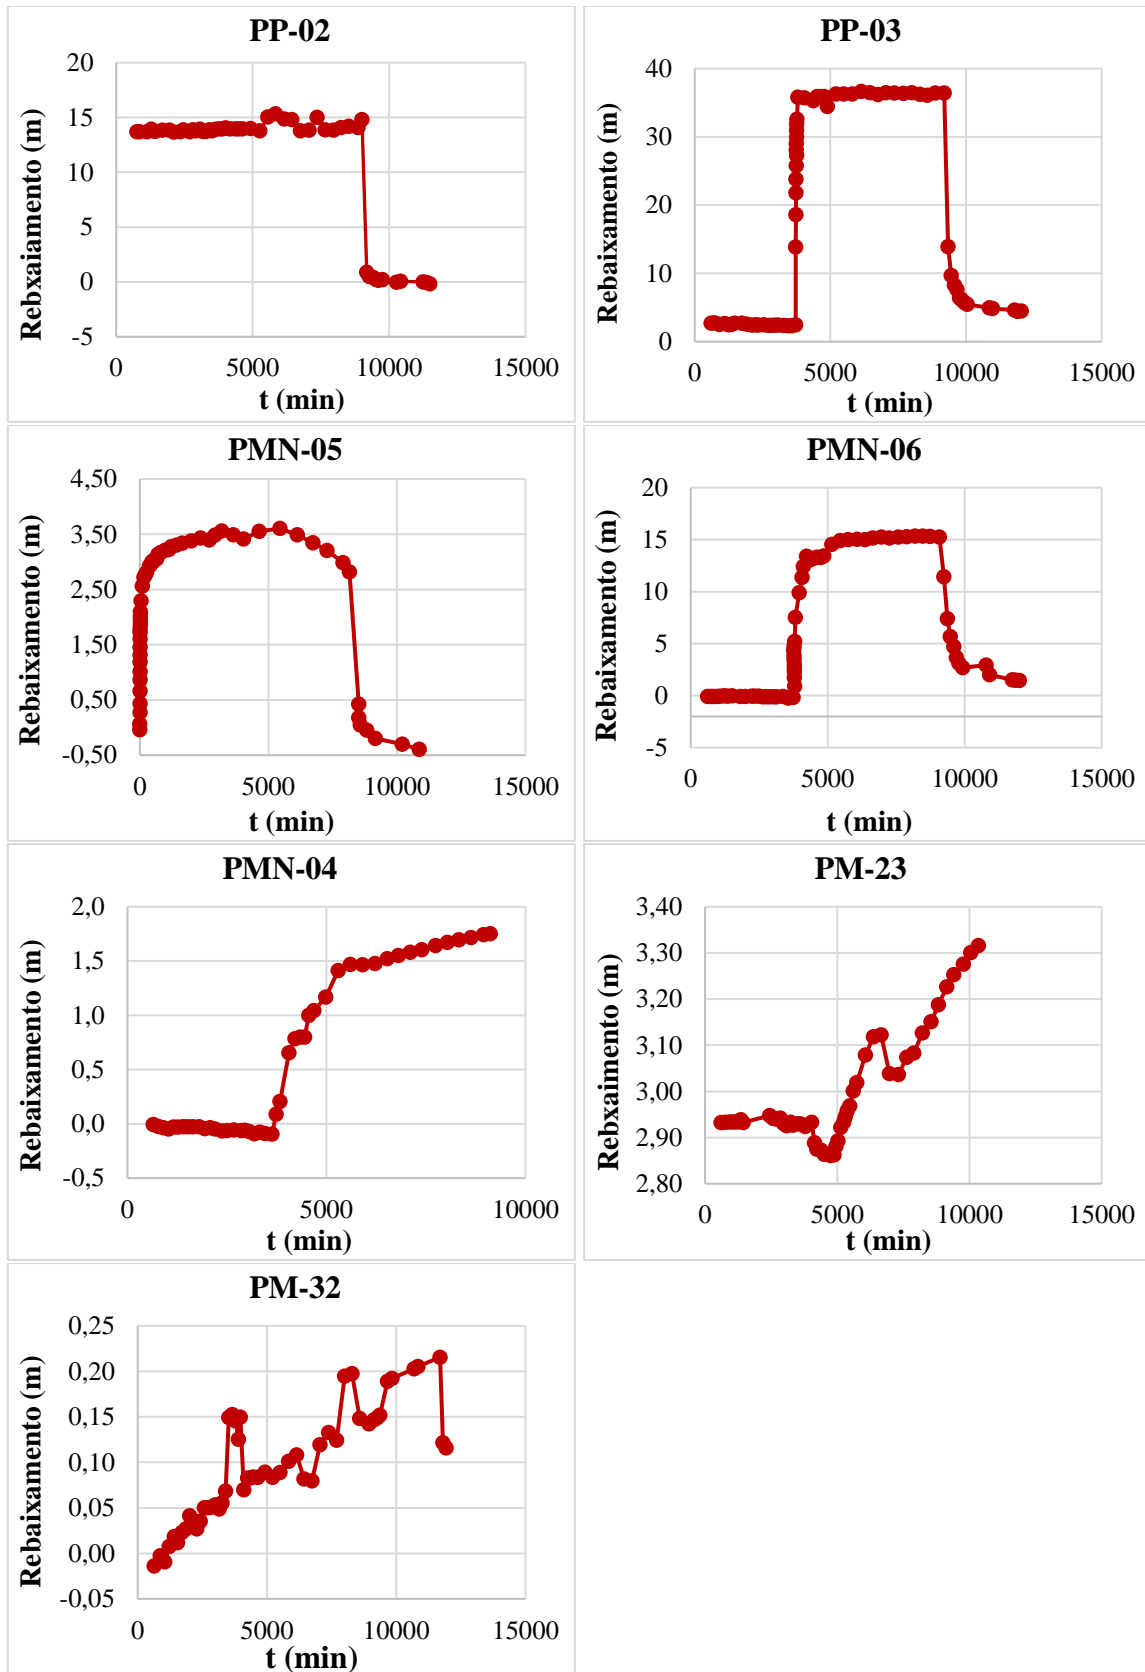 PP-02
20
15
10
5
0
-5
0 5000 10000 15000
Rebxaiamento (m)
t (min)
PP-03
40
30
20
10
0
0 5000 10000 15000
Rebaixamento (m)
t (min)
PMN-05
4,50
3,50
2,50
1,50
0,50
-0,50
0 5000 10000 15000
Rebaixamento (m)
t (min)
PMN-06
20
15
10
5
0
-5
0 5000 10000 15000
Rebaixamento (m)
t (min)
PMN-04
2,0
1,5
1,0
0,5
0,0
-0,5
0 5000 10000
Rebaixamento (m)
t (min)
PM-23
3,40
3,30
3,20
3,10
3,00
2,90
2,80
0 5000 10000 15000
Rebxaimento (m)
t (min)
PM-32
0,25
0,20
0,15
0,10
0,05
0,00
-0,05
0 5000 10000 15000
Rebaixamento (m)
t (min)